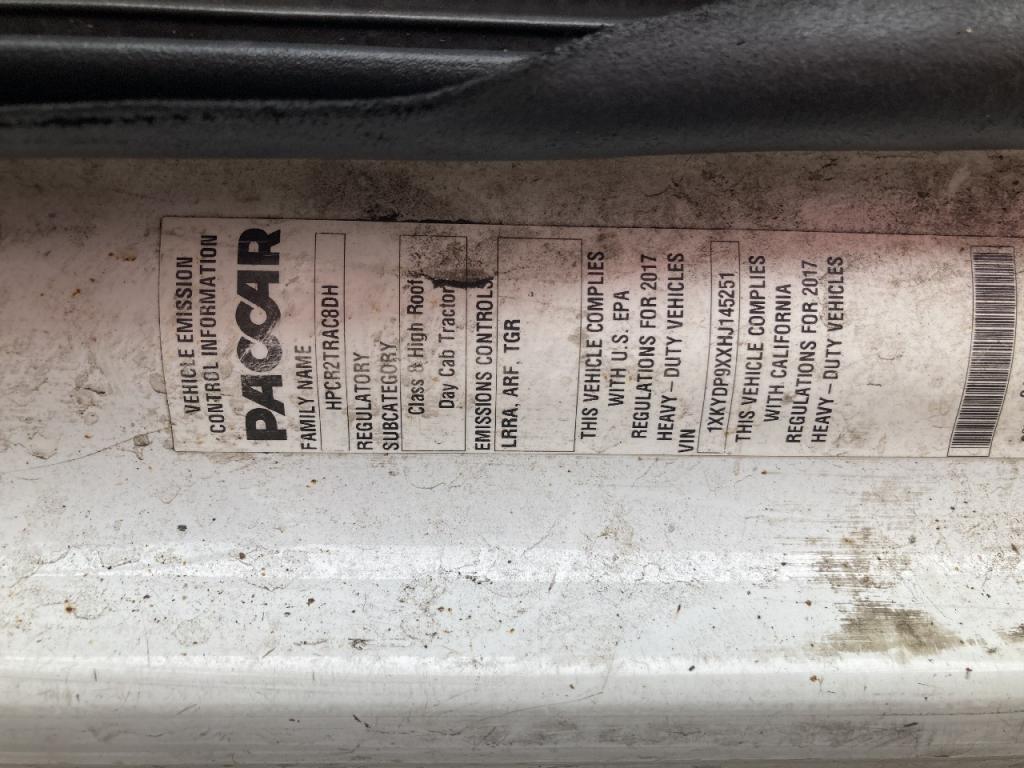 VEHICLE EMISSION
CONTROL INFORMATION
PACCAR
FAMILY NAME
HPCR2TRAC8DH
REGULATORY
SUBCATEGORY
Class 8 High Roof
Day Cab Tractor
EMISSIONS CONTROLS
LRRA, ARF, TGR
THIS VEHICLE COMPLIES
WITH U.S. EPA
REGULATIONS FOR 2017
HEAVY-DUTY VEHICLES
VIN
1XKYDP9XXHJ145251
THIS VEHICLE COMPLIES
WITH CALIFORNIA
REGULATIONS FOR 2017
HEAVY-DUTY VEHICLES